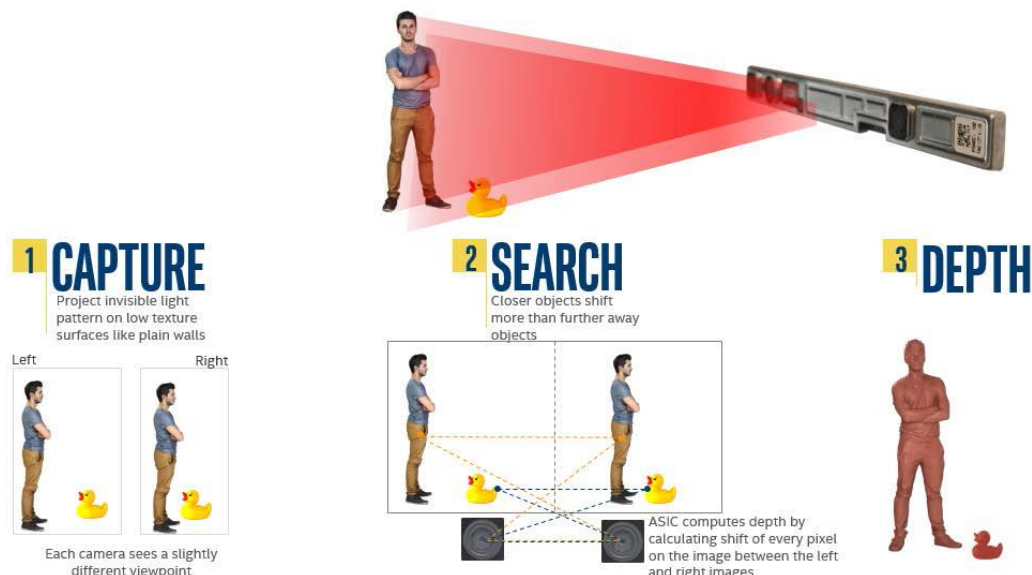 1 CAPTURE
Project invisible light
pattern on low texture
surfaces like plain walls
Left
Right
Each camera sees a slightly
different viewpoint
2 SEARCH
Closer objects shift
more than further away
objects
ASIC computes depth by
calculating shift of every pixel
on the image between the left
and right images
3 DEPTH